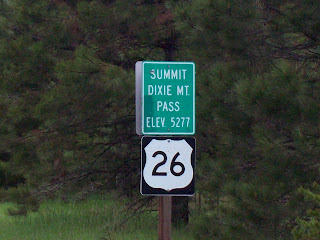 SUMMIT
DIXIE MT.
PASS
ELEV. 5277
26